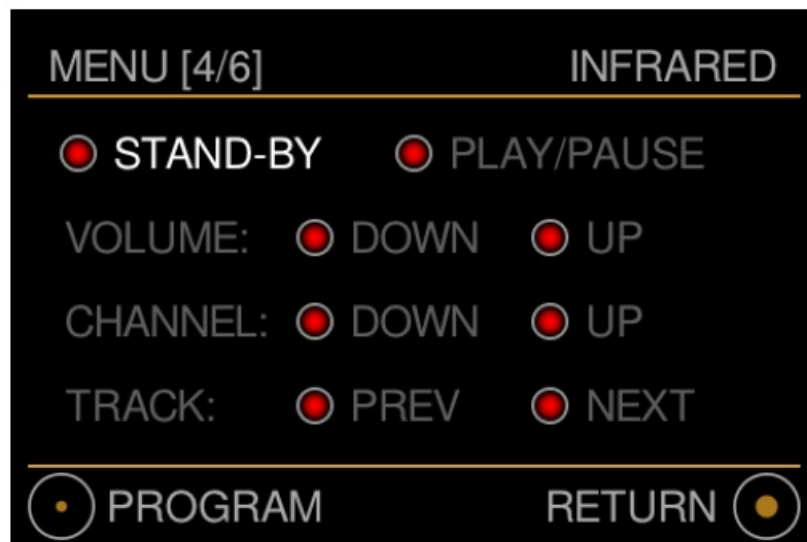 MENU [4/6] INFRARED
STAND-BY PLAY/PAUSE
VOLUME: DOWN UP
CHANNEL: DOWN UP
TRACK: PREV NEXT
PROGRAM RETURN